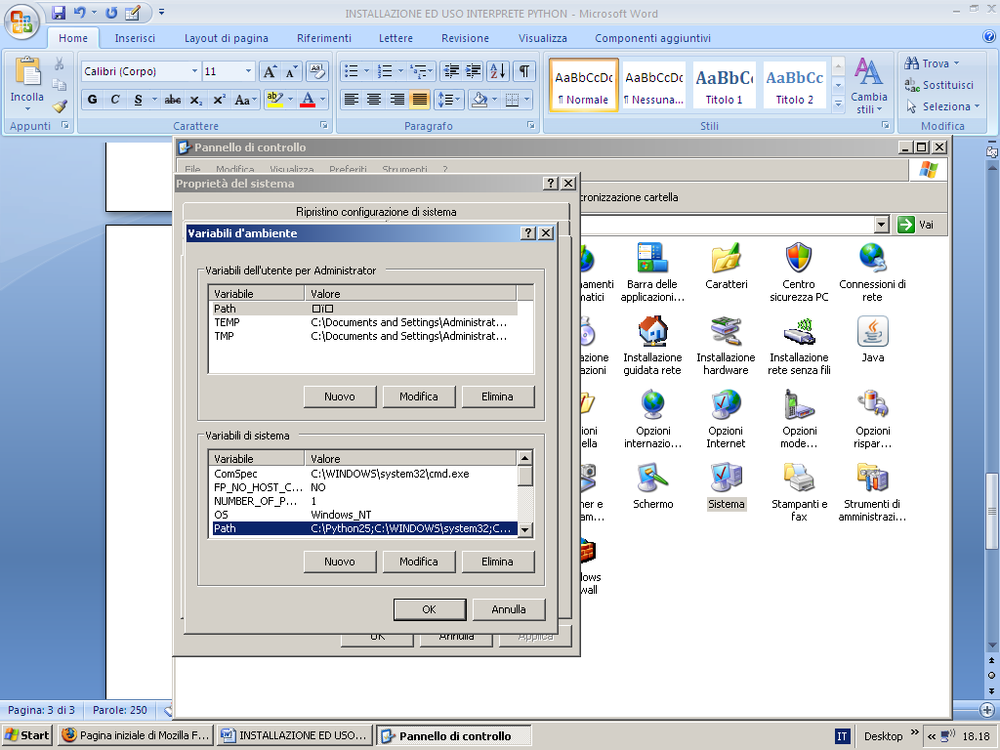 INSTALLAZIONE ED USO INTERPRETE PYTHON - Microsoft Word
Home Inserisci Layout di pagina Riferimenti Lettere Revisione Visualizza Componenti aggiuntivi
Incolla
Calibri (Corpo) 11
G C S abc x₂ x² Aa
AaBbCcDc AaBbCcDc AaBbC AaBbCc
¶ Normale ¶ Nessuna... Titolo 1 Titolo 2
Cambia stili
Trova
Sostituisci
Seleziona
Appunti Carattere Paragrafo Stili Modifica
Pannello di controllo
File Modifica Visualizza Preferiti Strumenti ?
Proprietà del sistema
cronizzazione cartella
Ripristino configurazione di sistema
Vai
Variabili d'ambiente
Variabili dell'utente per Administrator
Variabile Valore
Path □ï□
TEMP C:\Documents and Settings\Administrat...
TMP C:\Documents and Settings\Administrat...
Nuovo Modifica Elimina
Variabili di sistema
Variabile Valore
ComSpec C:\WINDOWS\system32\cmd.exe
FP_NO_HOST_C... NO
NUMBER_OF_P... 1
OS Windows_NT
Path C:\Python25;C:\WINDOWS\system32;C...
Nuovo Modifica Elimina
OK Annulla
OK Annulla Applica
namenti
matici
Barra delle
applicazioni...
Caratteri
Centro
sicurezza PC
Connessioni di
rete
zione
azioni
Installazione
guidata rete
Installazione
hardware
Installazione
rete senza fili
Java
ioni
ella
Opzioni
internazio...
Opzioni
Internet
Opzioni
mode...
Opzioni
rispar...
ner e
am...
Schermo
Sistema
Stampanti e
fax
Strumenti di
amministrazi...
lows
wall
Pagina: 3 di 3 Parole: 250
Start Pagina iniziale di Mozilla F... INSTALLAZIONE ED USO... Pannello di controllo IT Desktop » « 18.18